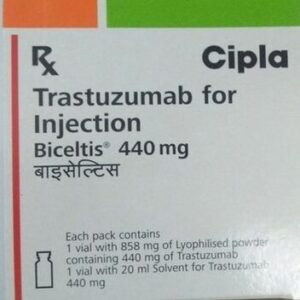 Rx Cipla
Trastuzumab for
Injection
Biceltis® 440 mg
बाइसेल्टिस
Each pack contains
1 vial with 858 mg of Lyophilised powder
containing 440 mg of Trastuzumab
1 vial with 20 ml Solvent for Trastuzumab
440 mg